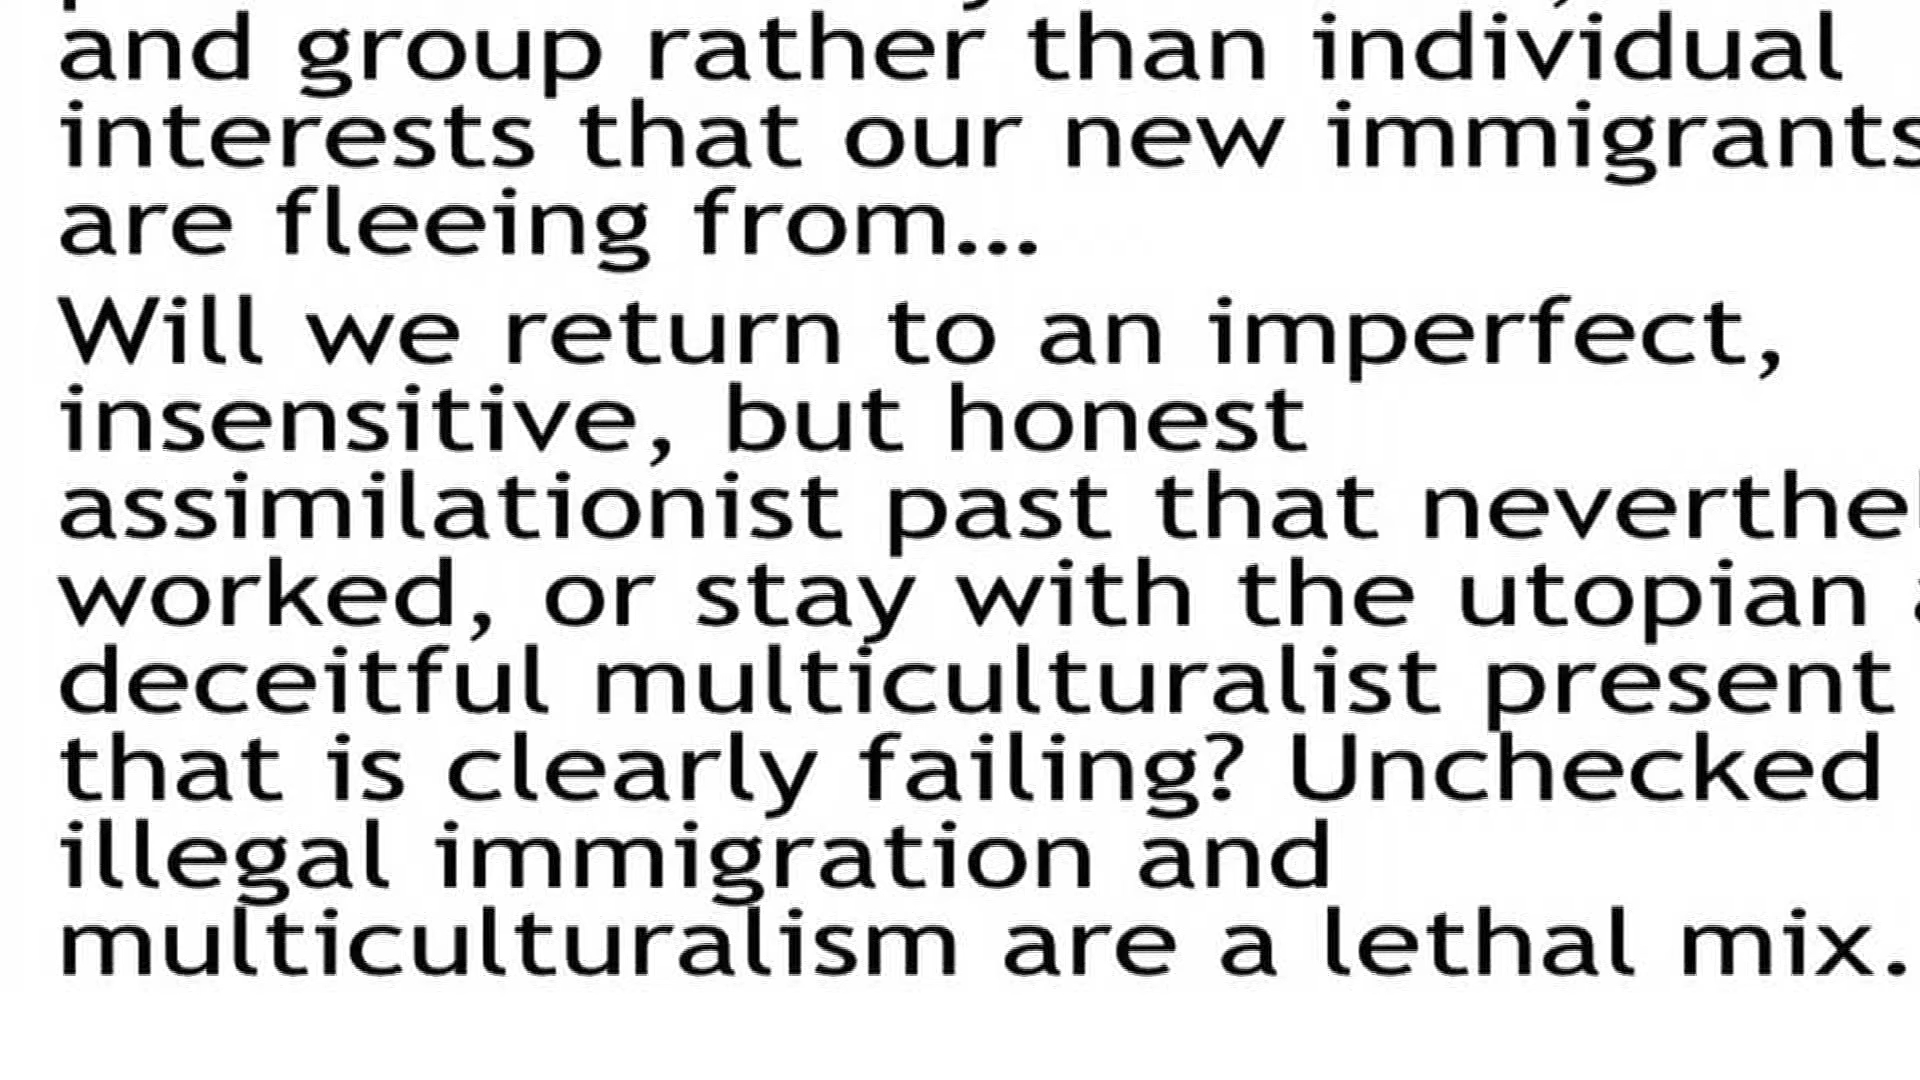 and group rather than individual
interests that our new immigrants
are fleeing from...
Will we return to an imperfect,
insensitive, but honest
assimilationist past that
worked, or stay with the utopian
deceitful multiculturalist present
that is clearly failing? Unchecked
illegal immigration and
multiculturalism are a lethal mix.